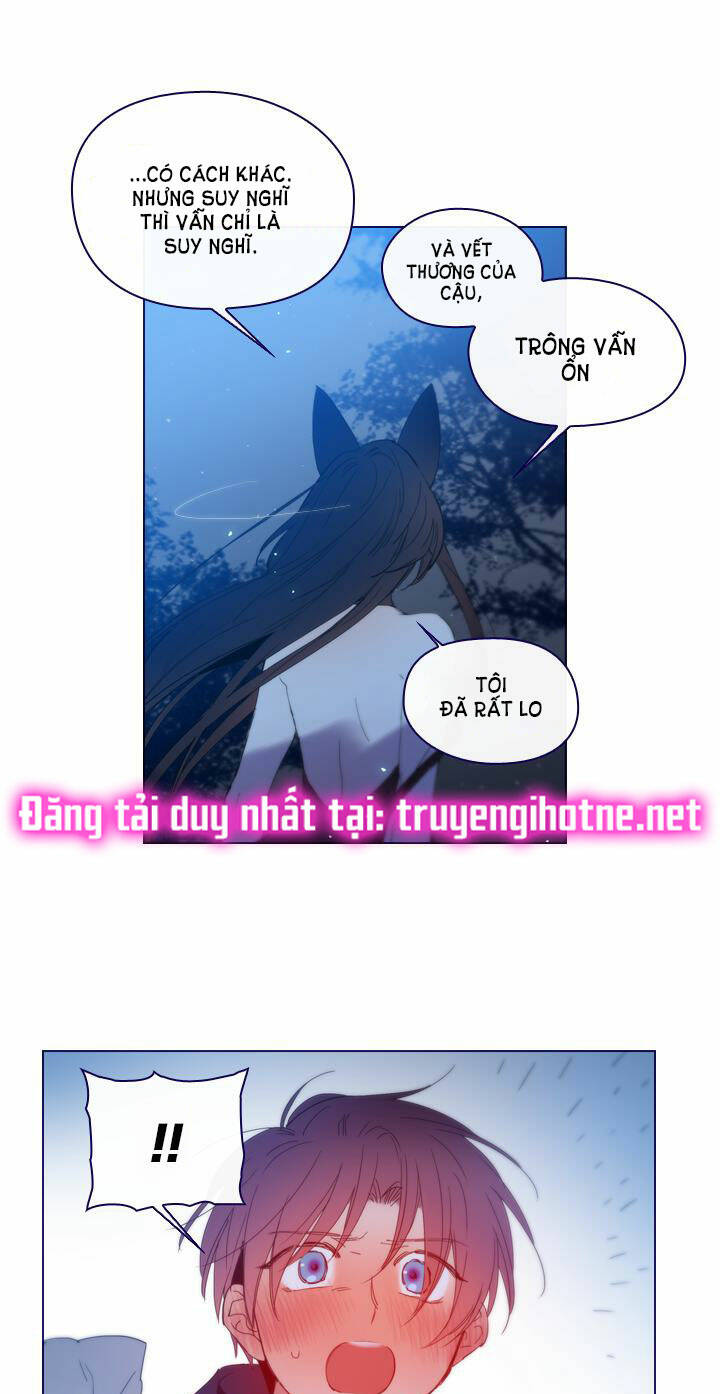 ...CÓ CÁCH KHÁC.
NHƯNG SUY NGHĨ
THÌ VẪN CHỈ LÀ
SUY NGHĨ.
VÀ VẾT
THƯƠNG CỦA
CẬU,
TRÔNG VẪN
ỔN
TÔI
ĐÃ RẤT LO
Đăng tải duy nhất tại: truyengihotne.net
!!